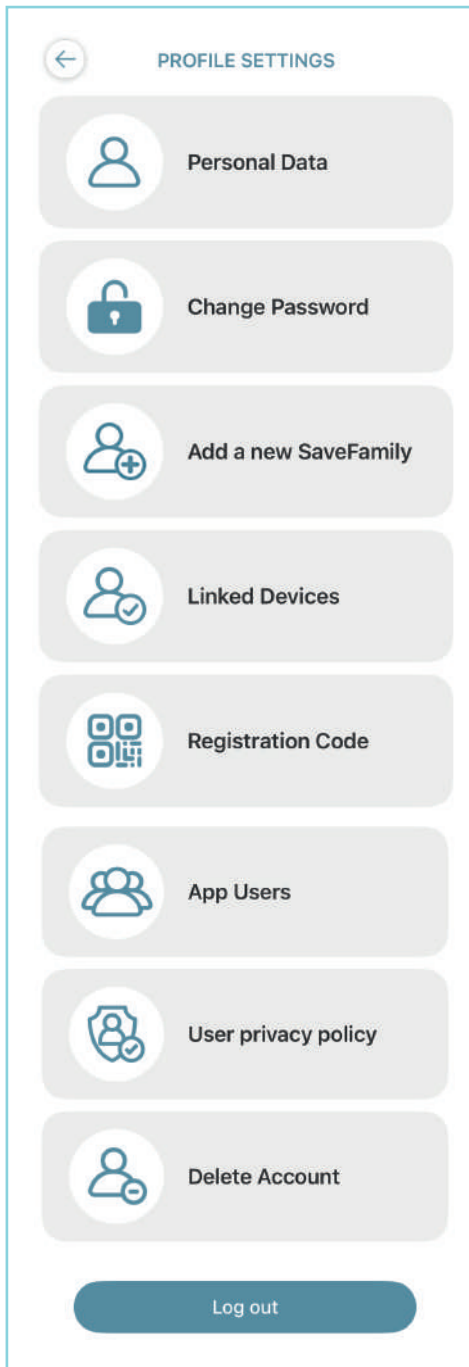 PROFILE SETTINGS
Personal Data
Change Password
Add a new SaveFamily
Linked Devices
Registration Code
App Users
User privacy policy
Delete Account
Log out